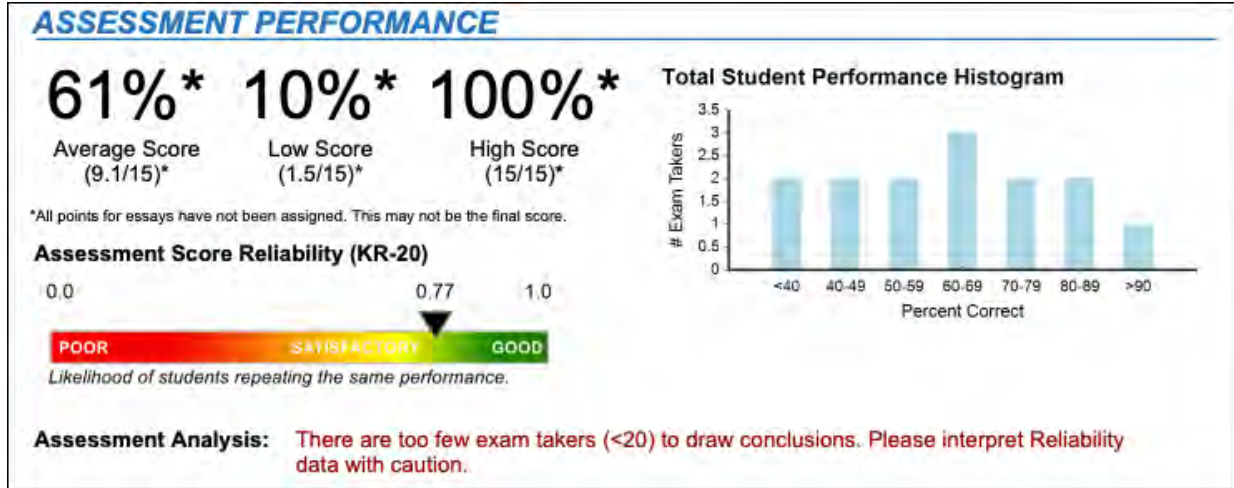 ASSESSMENT PERFORMANCE
61%* 10%* 100%*
Average Score Low Score High Score
(9.1/15)* (1.5/15)* (15/15)*
*All points for essays have not been assigned. This may not be the final score.
Assessment Score Reliability (KR-20)
0.0 0.77 1.0
POOR SATISFACTORY GOOD
Likelihood of students repeating the same performance.
Total Student Performance Histogram
# Exam Takers
3.5
3
2.5
2
1.5
1
0.5
0
<40 40-49 50-59 60-69 70-79 80-89 >90
Percent Correct
Assessment Analysis: There are too few exam takers (<20) to draw conclusions. Please interpret Reliability
data with caution.